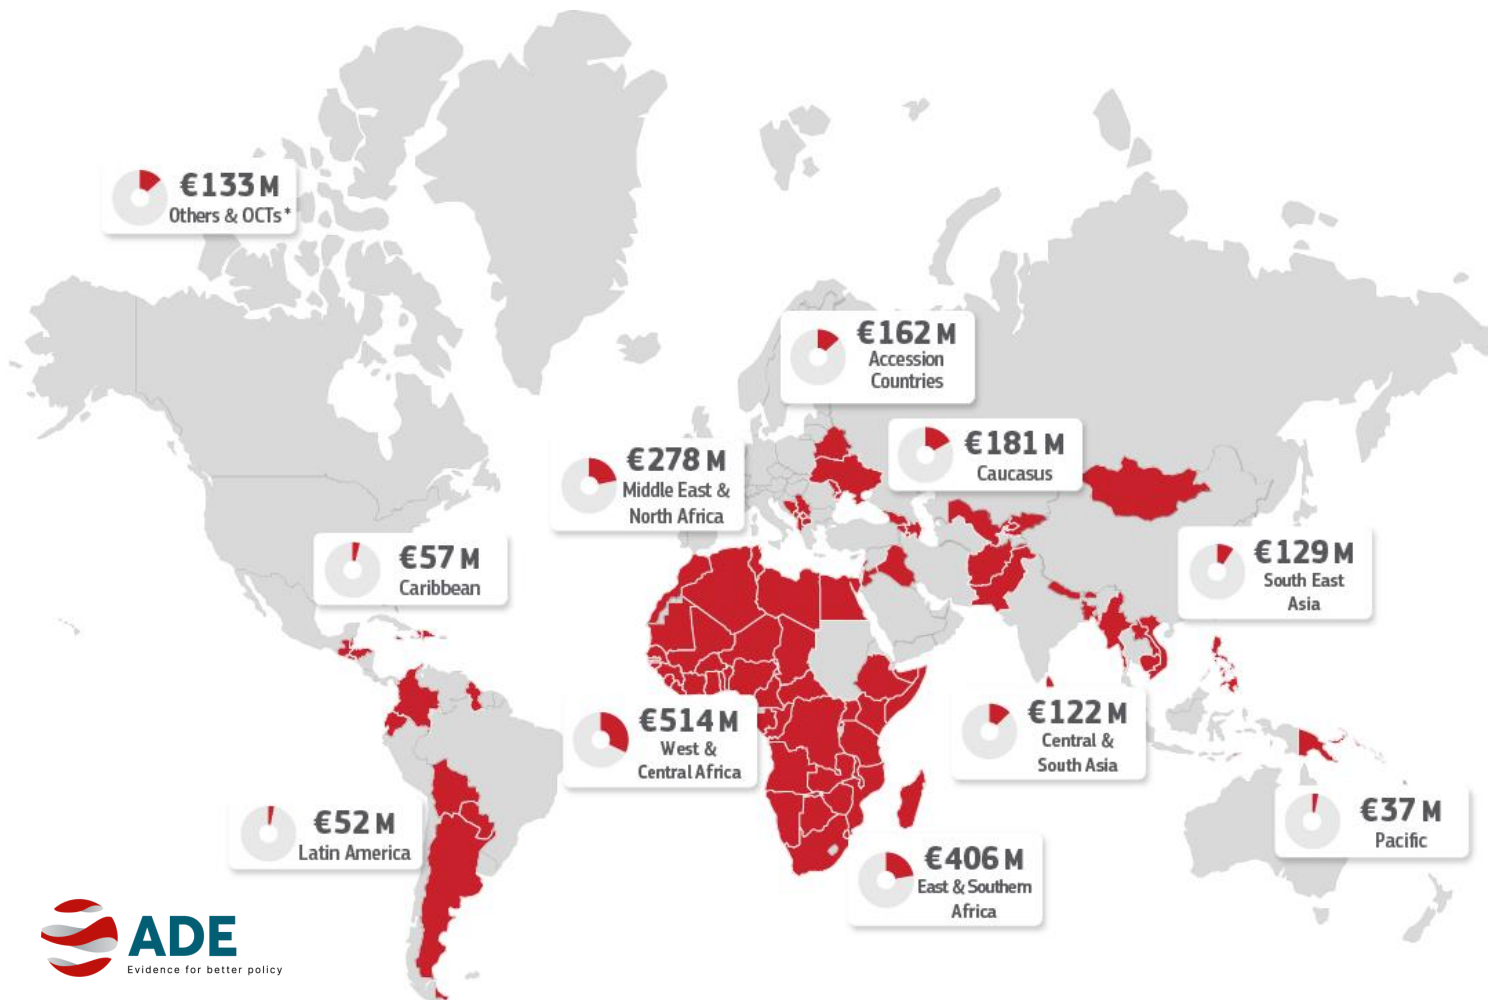 €133 M
Others & OCTs*
€162 M
Accession
Countries
€181 M
Caucasus
€278 M
Middle East &
North Africa
€57 M
Caribbean
€129 M
South East
Asia
€514 M
West &
Central Africa
€122 M
Central &
South Asia
€52 M
Latin America
€37 M
Pacific
€406 M
East & Southern
Africa
ADE
Evidence for better policy